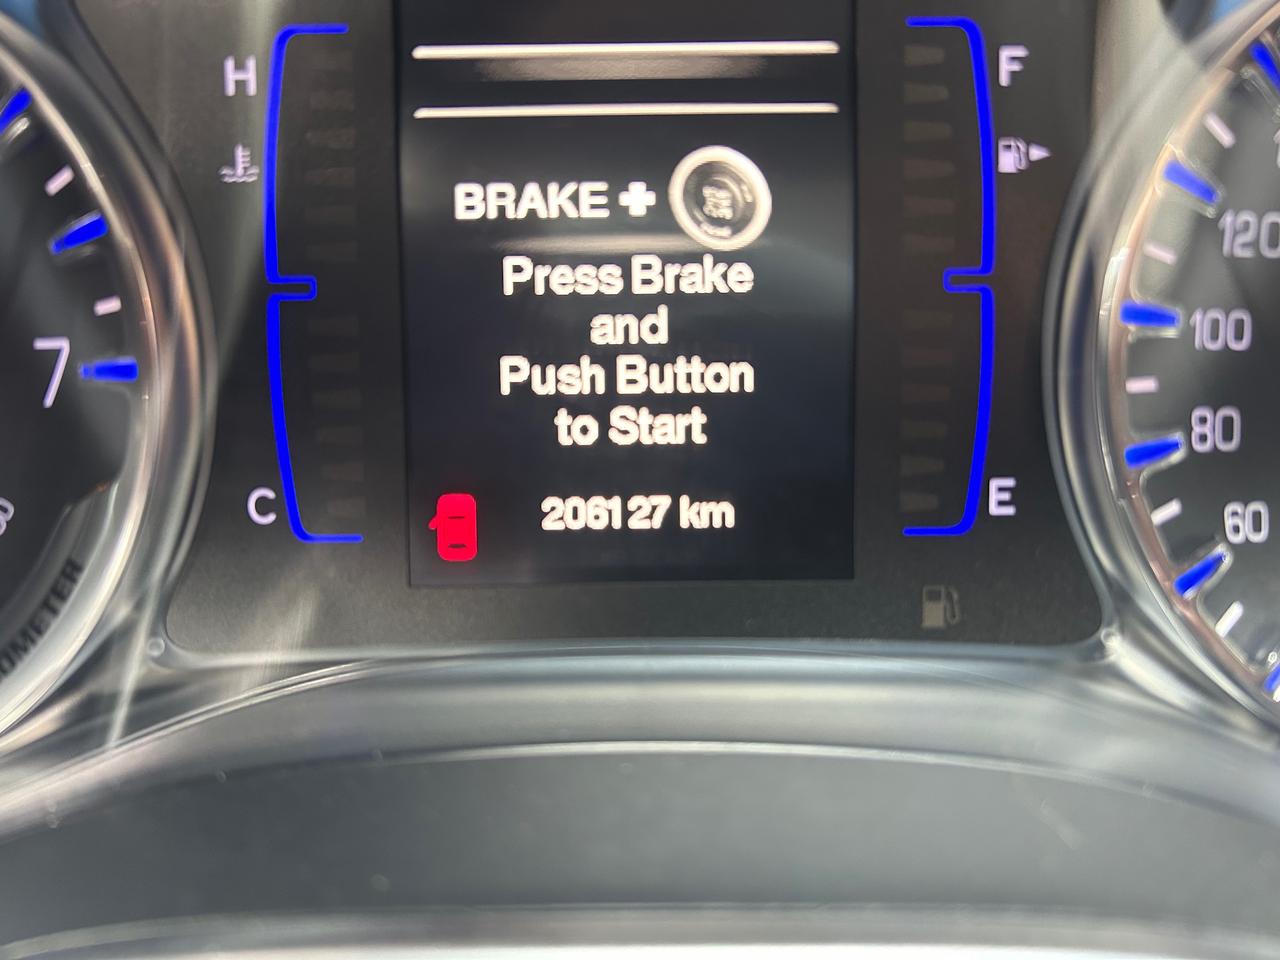 H
F
BRAKE +
Press Brake
and
Push Button
to Start
7
120
100
80
60
C
206127 km
E